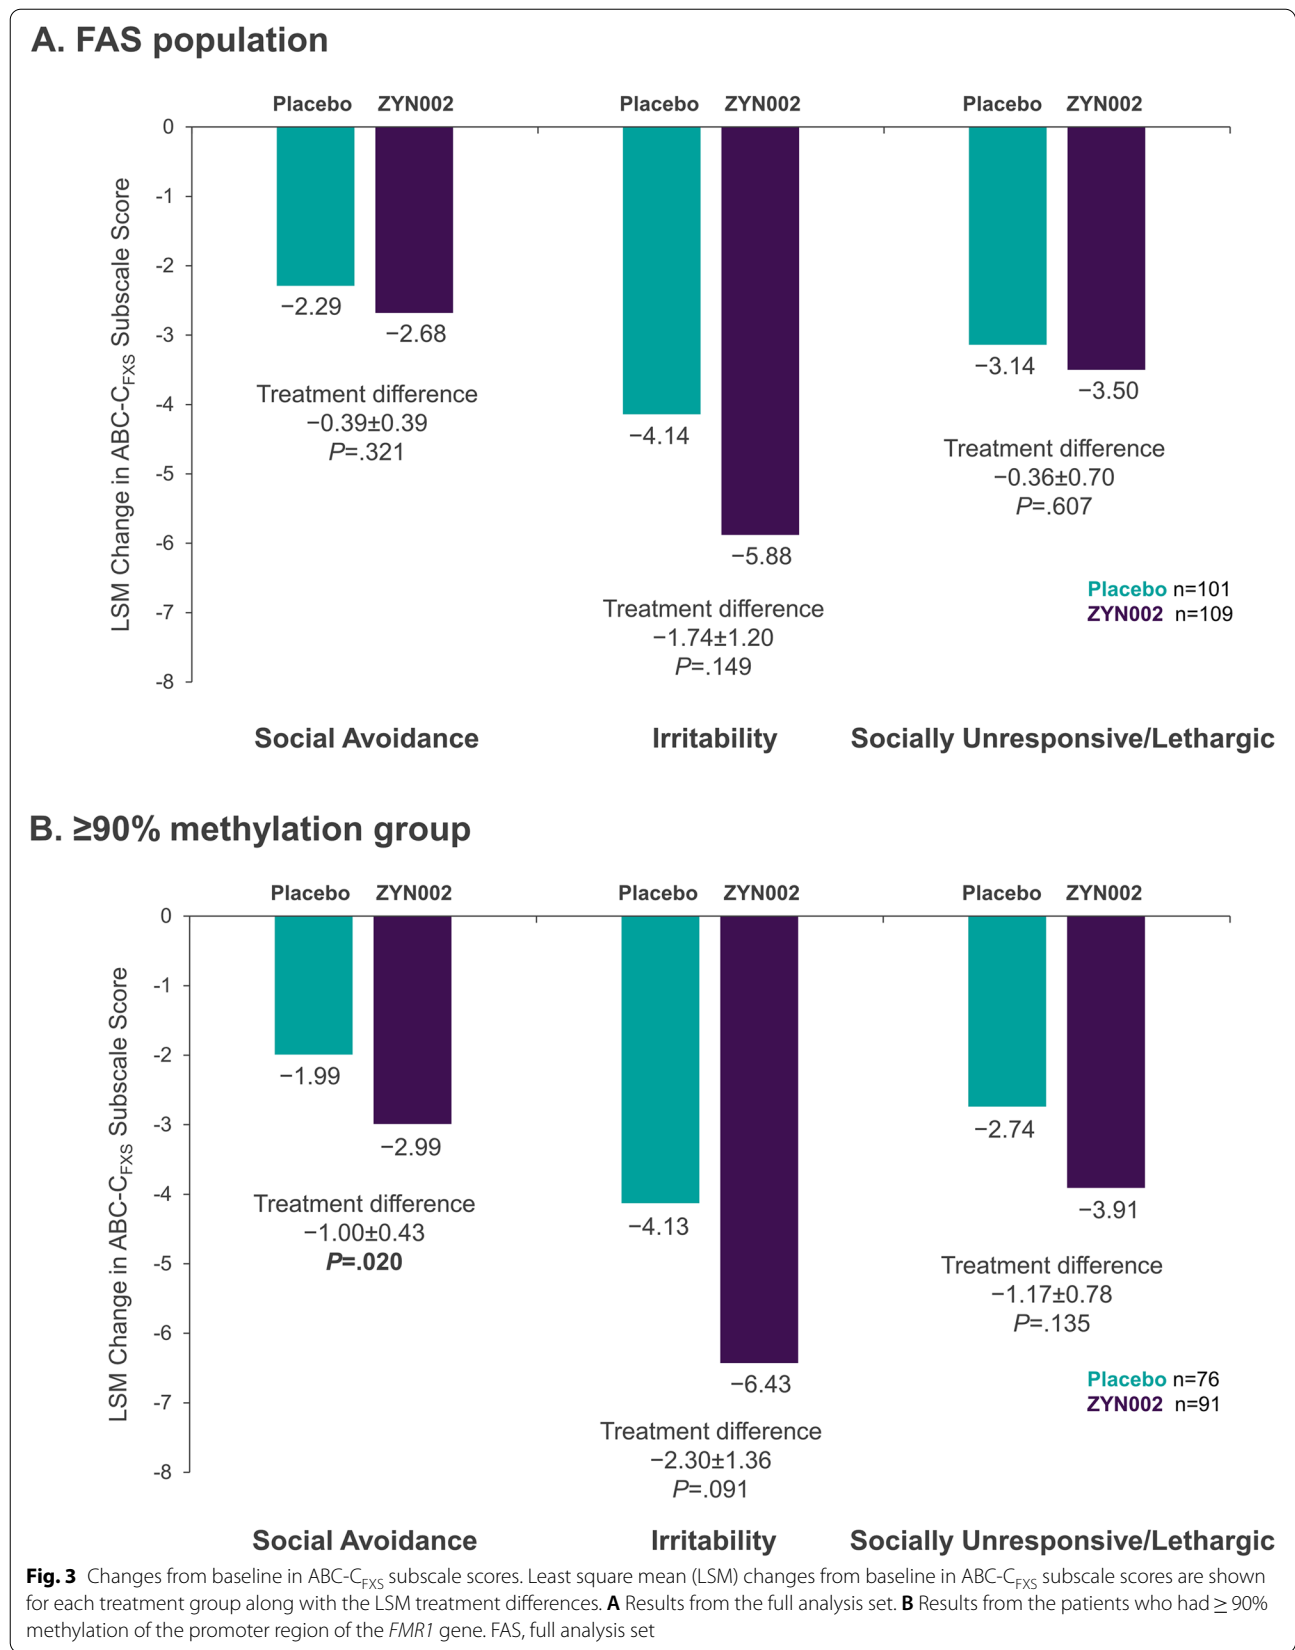 A. FAS population
Placebo ZYN002 Placebo ZYN002 Placebo ZYN002
LSM Change in ABC-C_FXS Subscale Score
0
-1
-2
-3
-4
-5
-6
-7
-8
−2.29
−2.68
Treatment difference
−0.39±0.39
P=.321
−4.14
−5.88
Treatment difference
−1.74±1.20
P=.149
−3.14
−3.50
Treatment difference
−0.36±0.70
P=.607
Placebo n=101
ZYN002 n=109
Social Avoidance Irritability Socially Unresponsive/Lethargic
B. ≥90% methylation group
Placebo ZYN002 Placebo ZYN002 Placebo ZYN002
LSM Change in ABC-C_FXS Subscale Score
0
-1
-2
-3
-4
-5
-6
-7
-8
−1.99
−2.99
Treatment difference
−1.00±0.43
P=.020
−4.13
−6.43
Treatment difference
−2.30±1.36
P=.091
−2.74
−3.91
Treatment difference
−1.17±0.78
P=.135
Placebo n=76
ZYN002 n=91
Social Avoidance Irritability Socially Unresponsive/Lethargic
Fig. 3 Changes from baseline in ABC-C_FXS subscale scores. Least square mean (LSM) changes from baseline in ABC-C_FXS subscale scores are shown
for each treatment group along with the LSM treatment differences. A Results from the full analysis set. B Results from the patients who had ≥ 90%
methylation of the promoter region of the FMR1 gene. FAS, full analysis set